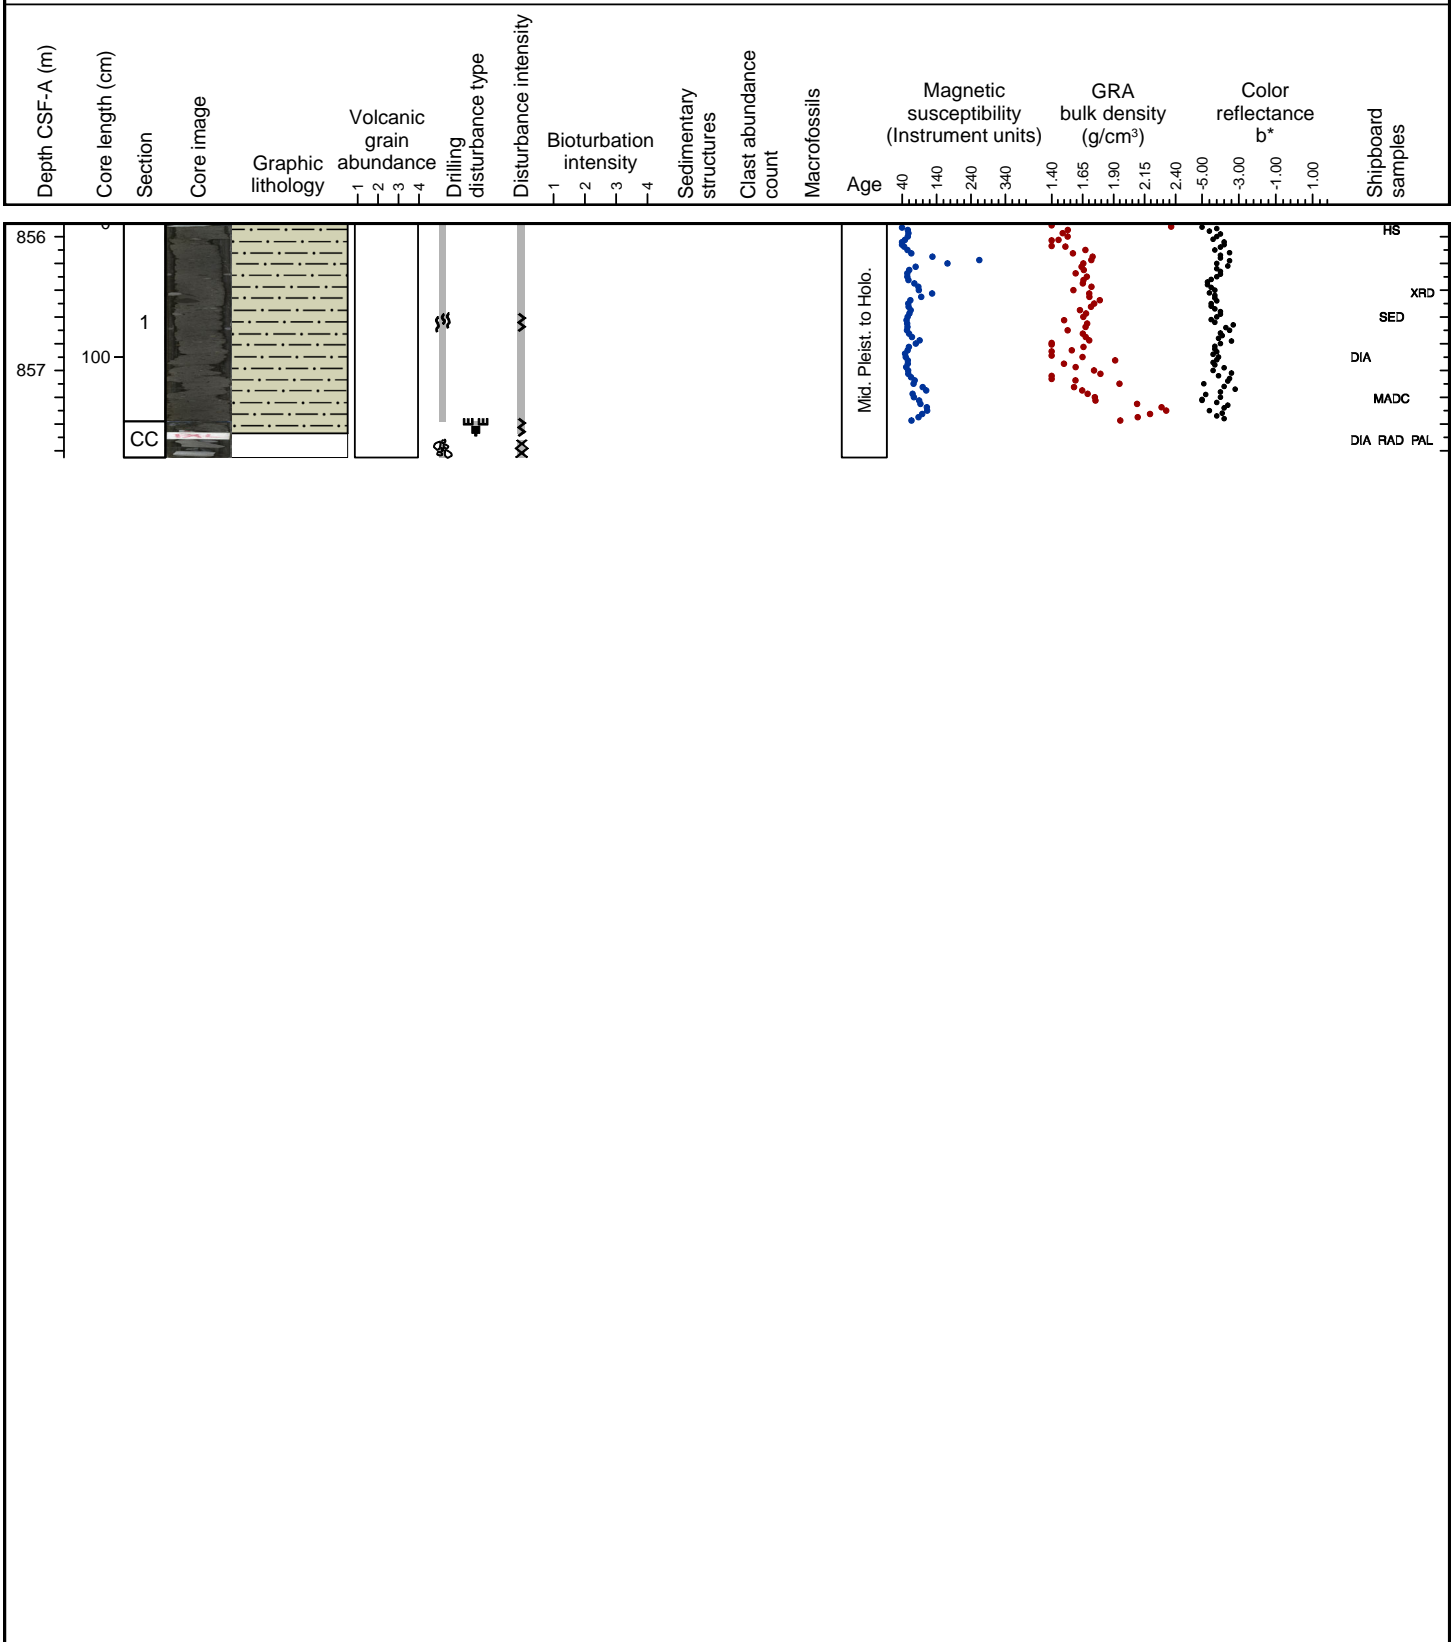 Depth CSF-A (m)
Core length (cm)
Section
Core image
Graphic
lithology
Volcanic
grain
abundance
1 2 3 4
Drilling
disturbance type
Disturbance intensity
Bioturbation
intensity
1 2 3 4
Sedimentary
structures
Clast abundance
count
Macrofossils
Age
Magnetic
susceptibility
(Instrument units)
40 140 240 340
GRA
bulk density
(g/cm³)
1.40 1.65 1.90 2.15 2.40
Color
reflectance
b*
-5.00 -3.00 -1.00 1.00
Shipboard
samples
856
857
0
100
1
CC
Mid. Pleist. to Holo.
HS
XRD
SED
DIA
MADC
DIA RAD PAL